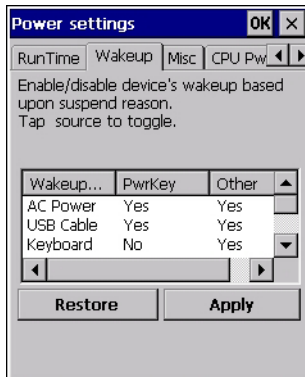 Power settings OK ×
RunTime Wakeup Misc CPU Pw
Enable/disable device's wakeup based
upon suspend reason.
Tap source to toggle.
Wakeup... PwrKey Other
AC Power Yes Yes
USB Cable Yes Yes
Keyboard No Yes
Restore Apply